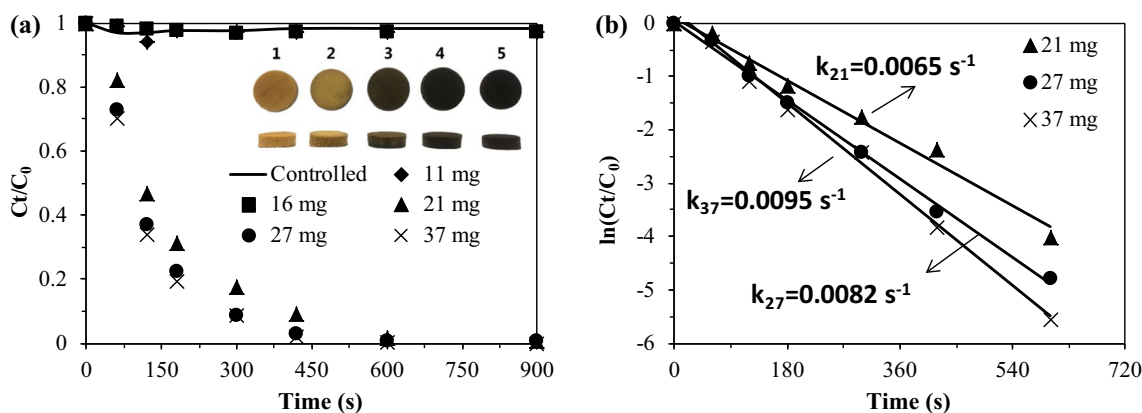 (a)
1
0.8
0.6
0.4
0.2
0
Ct/C0
1 2 3 4 5
Controlled
11 mg
16 mg
21 mg
27 mg
37 mg
0 150 300 450 600 750 900
Time (s)
(b)
0
-1
-2
-3
-4
-5
-6
ln(Ct/C0)
21 mg
27 mg
37 mg
k21=0.0065 s-1
k37=0.0095 s-1
k27=0.0082 s-1
0 180 360 540 720
Time (s)